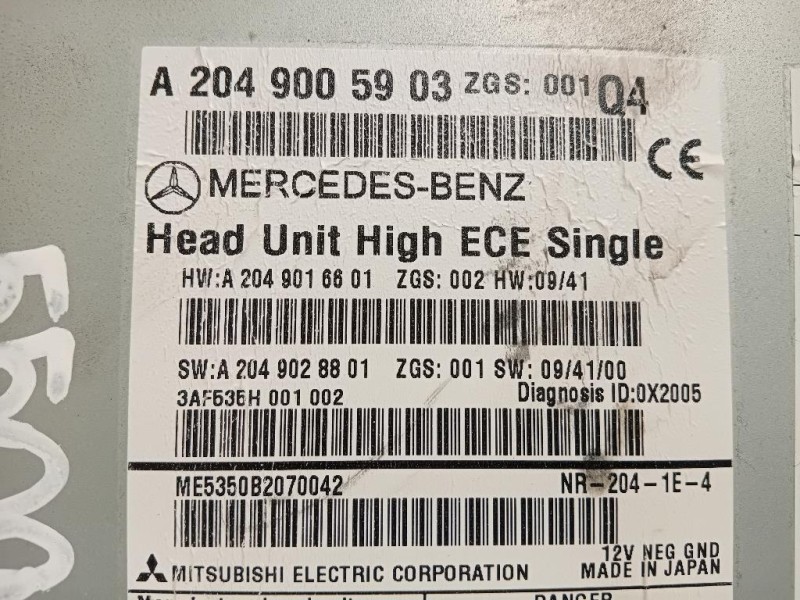 A 204 900 59 03 ZGS: 001 Q4
CE
MERCEDES-BENZ
Head Unit High ECE Single
HW:A 204 901 66 01 ZGS: 002 HW:09/41
SW:A 204 902 88 01 ZGS: 001 SW: 09/41/00
3AF535H 001 002 Diagnosis ID:0X2005
ME5350B2070042 NR-204-1E-4
12V NEG GND
MITSUBISHI ELECTRIC CORPORATION MADE IN JAPAN
DANGER